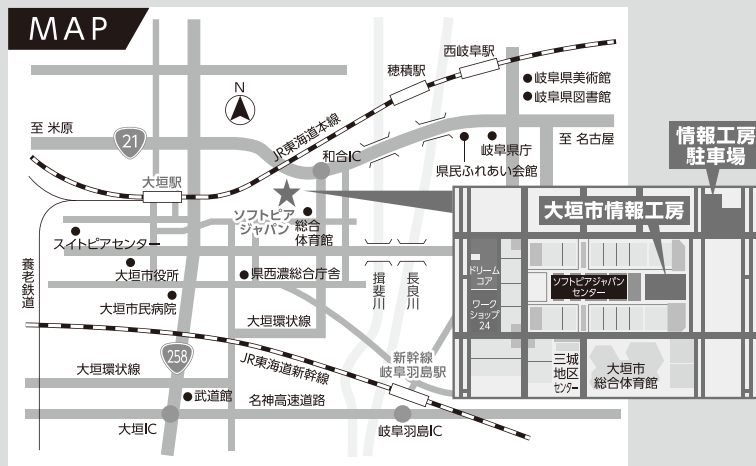 MAP
N
至 米原
21
JR東海道本線
穂積駅
西岐阜駅
岐阜県美術館
岐阜県図書館
至 名古屋
和合IC
岐阜県庁
県民ふれあい会館
大垣駅
ソフトピア
ジャパン
総合
体育館
スイトピアセンター
大垣市役所
県西濃総合庁舎
大垣市民病院
養老鉄道
揖斐川
長良川
大垣環状線
258
JR東海道新幹線
新幹線
岐阜羽島駅
大垣環状線
武道館
名神高速道路
大垣IC
岐阜羽島IC
情報工房
駐車場
大垣市情報工房
ドリーム
コア
ソフトピアジャパン
センター
ワーク
ショップ
24
三城
地区
センター
大垣市
総合体育館